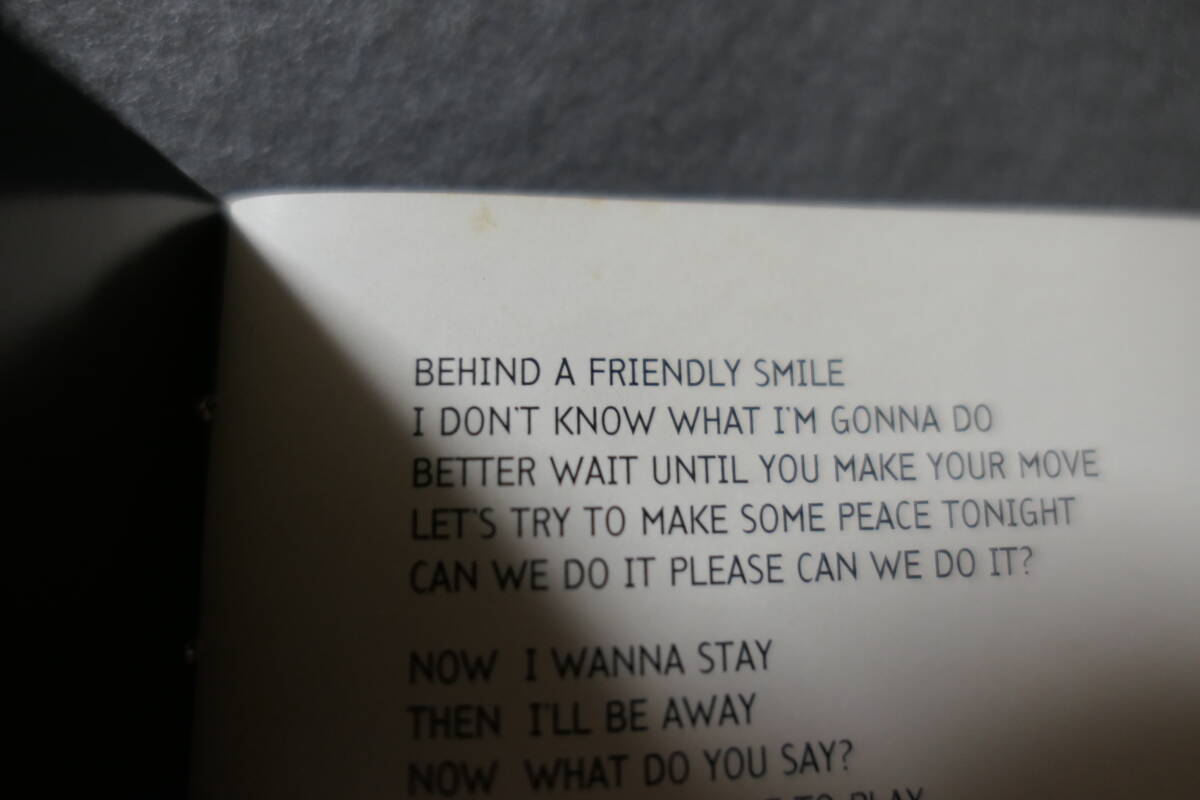 BEHIND A FRIENDLY SMILE
I DON'T KNOW WHAT I'M GONNA DO
BETTER WAIT UNTIL YOU MAKE YOUR MOVE
LET'S TRY TO MAKE SOME PEACE TONIGHT
CAN WE DO IT PLEASE CAN WE DO IT?
NOW I WANNA STAY
THEN I'LL BE AWAY
NOW WHAT DO YOU SAY?
TO PLAY